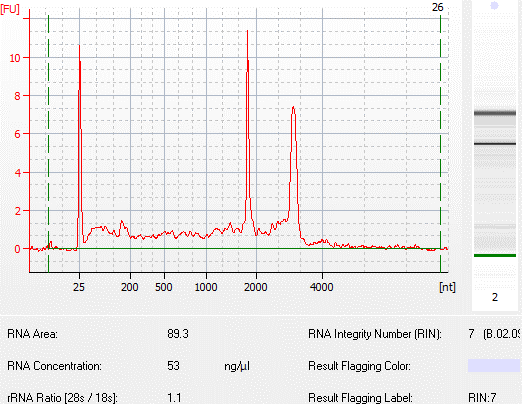 [FU]
26
10
8
6
4
2
0
25 200 500 1000 2000 4000 [nt]
2
RNA Area: 89.3
RNA Integrity Number (RIN): 7 (B.02.0
RNA Concentration: 53 ng/µl
Result Flagging Color:
rRNA Ratio [28s / 18s]: 1.1
Result Flagging Label: RIN:7